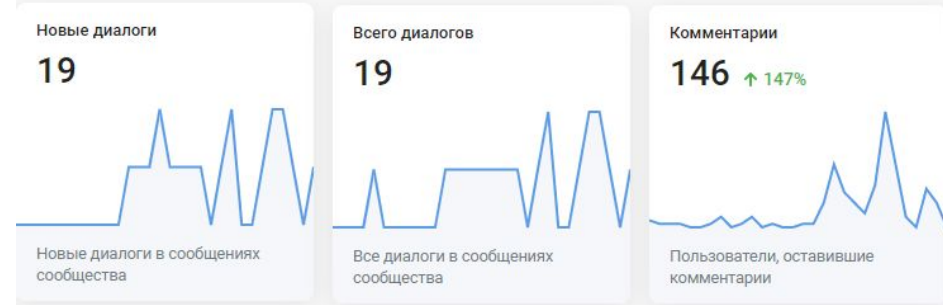 Новые диалоги
19
Новые диалоги в сообщениях
сообщества
Всего диалогов
19
Все диалоги в сообщениях
сообщества
Комментарии
146 ↑ 147%
Пользователи, оставившие
комментарии